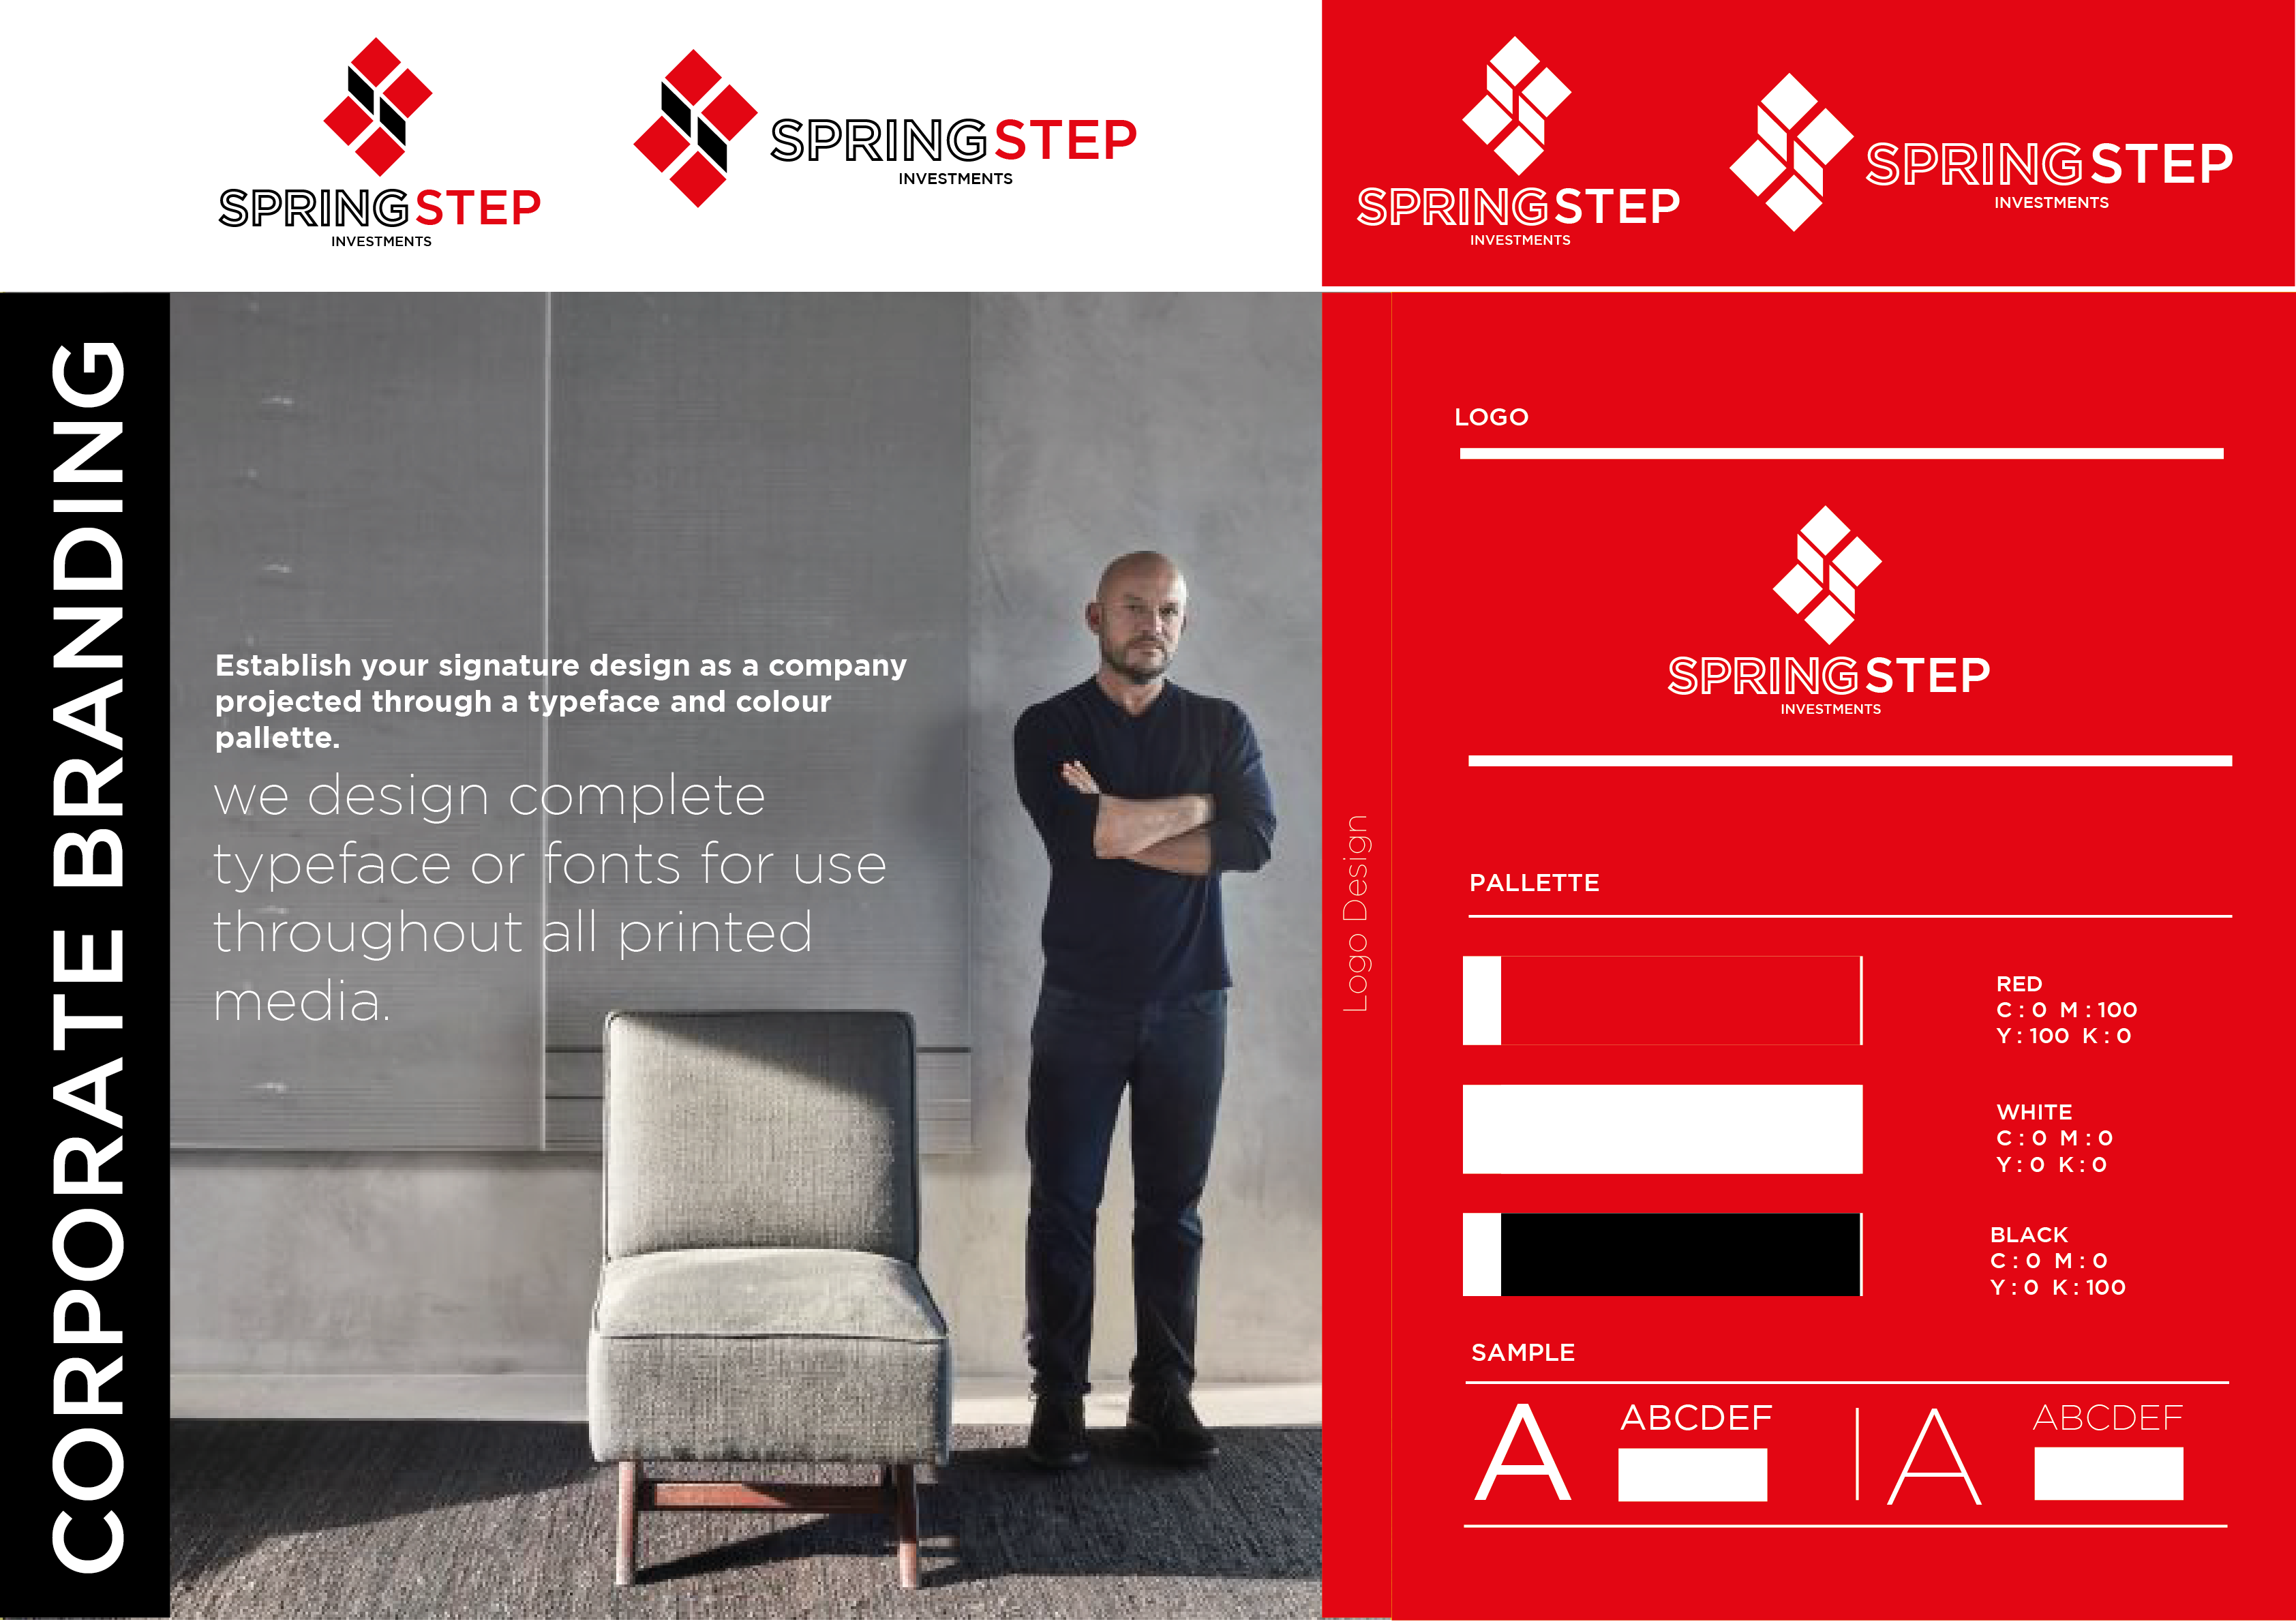 SPRINGSTEP
INVESTMENTS
SPRINGSTEP
INVESTMENTS
SPRINGSTEP
INVESTMENTS
SPRINGSTEP
INVESTMENTS
CORPORATE BRANDING
Establish your signature design as a company
projected through a typeface and colour
pallette.
we design complete
typeface or fonts for use
throughout all printed
media.
Logo Design
LOGO
SPRINGSTEP
INVESTMENTS
PALLETTE
RED
C : 0 M : 100
Y : 100 K : 0
WHITE
C : 0 M : 0
Y : 0 K : 0
BLACK
C : 0 M : 0
Y : 0 K : 100
SAMPLE
A ABCDEF A ABCDEF